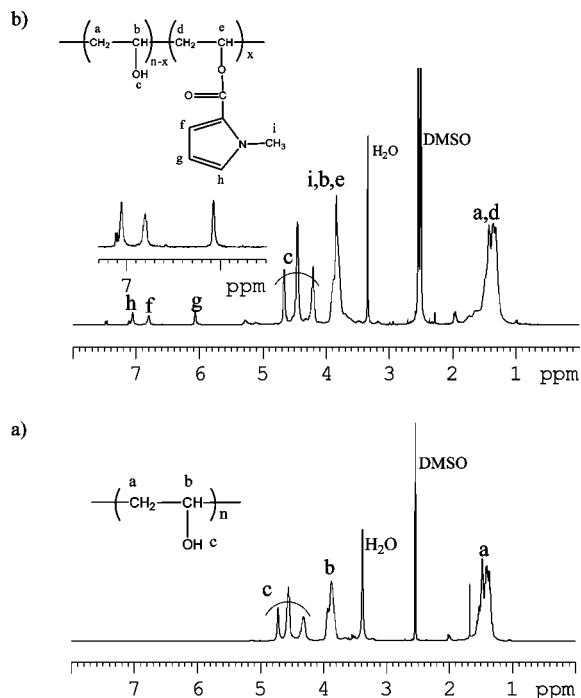 b)
a b d e
CH₂ CH CH₂ CH
n-x x
OH O
c
O C
f i
N CH₃
g h
H₂O
DMSO
i,b,e
a,d
c
7 ppm
h f g
7 6 5 4 3 2 1 ppm
a)
a b
CH₂ CH
n
OH c
DMSO
H₂O
a
b
c
7 6 5 4 3 2 1 ppm